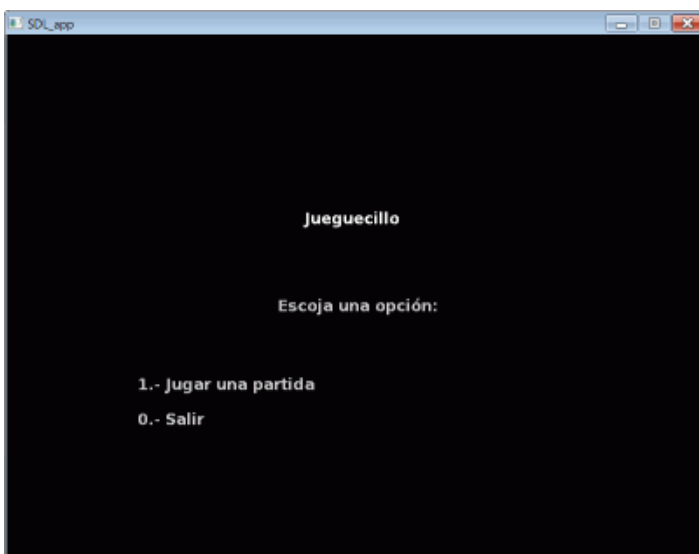 SDL_app
Jueguecillo
Escoja una opción:
1.- Jugar una partida
0.- Salir